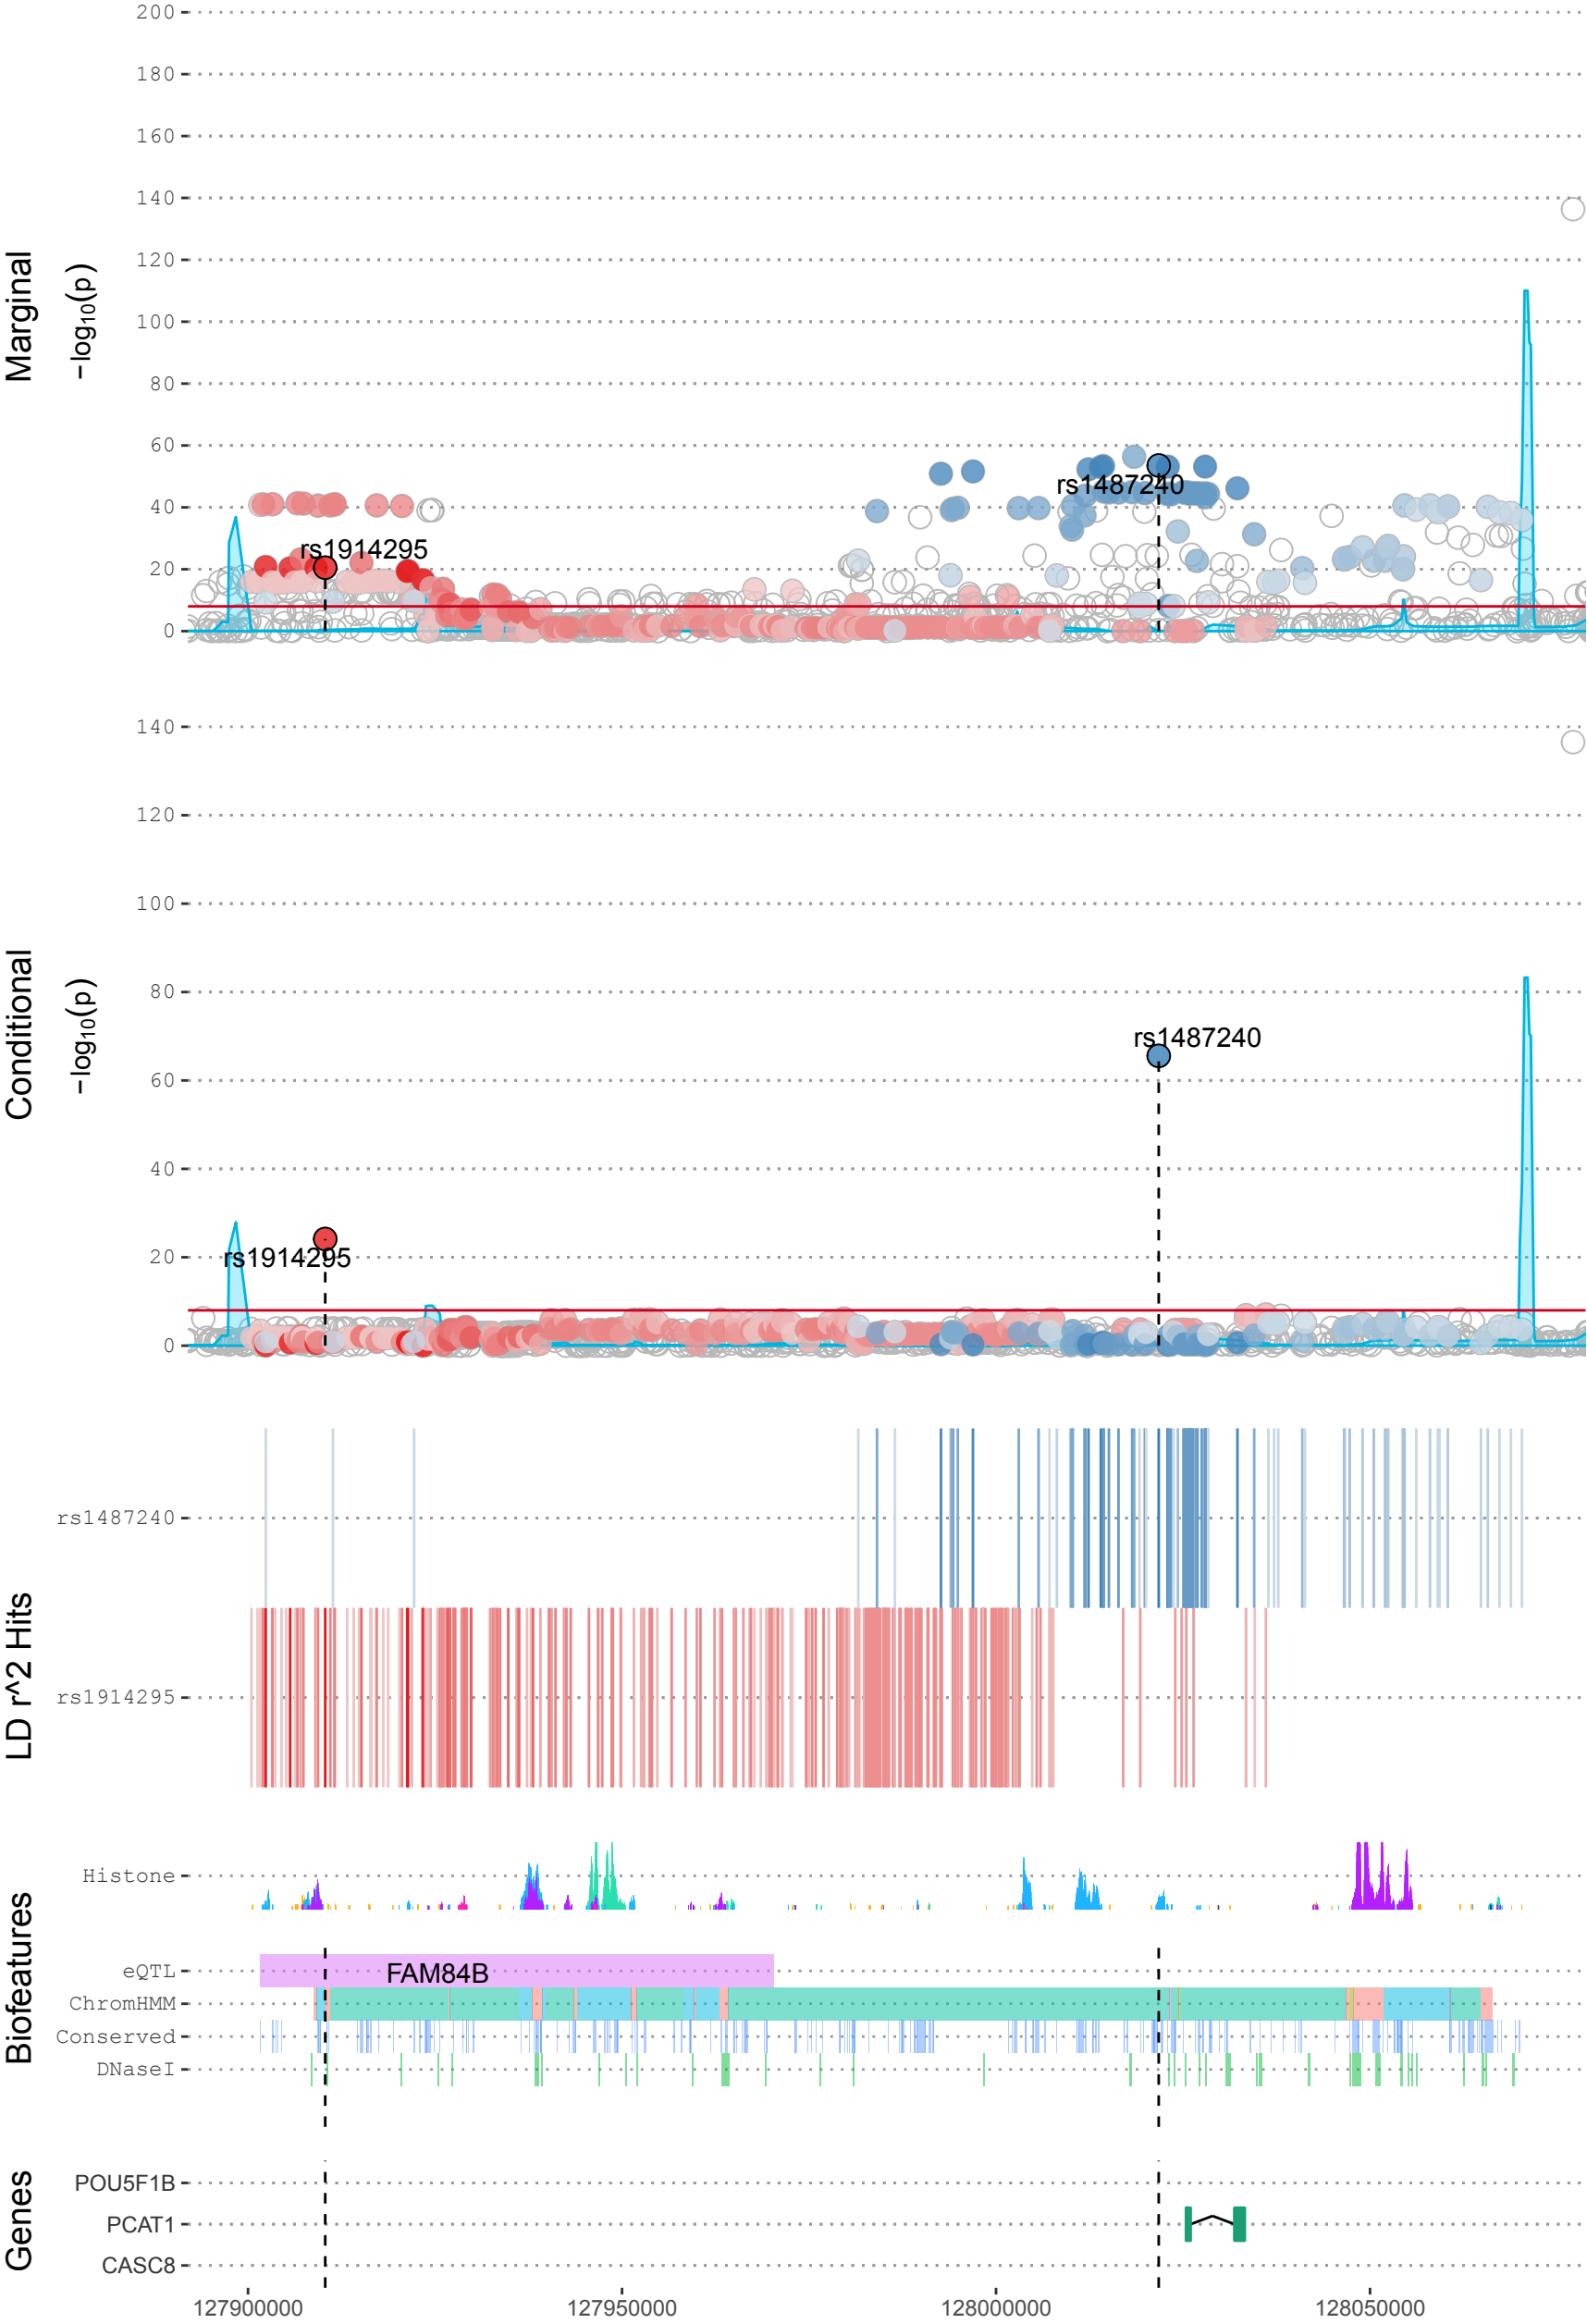 Marginal
−log10(p)
200
180
160
140
120
100
80
60
40
20
0
rs1487240
rs1914295
Conditional
−log10(p)
140
120
100
80
60
40
20
0
rs1487240
rs1914295
LD r^2 Hits
rs1487240
rs1914295
Biofeatures
Histone
eQTL
FAM84B
ChromHMM
Conserved
DNaseI
Genes
POU5F1B
PCAT1
CASC8
127900000 127950000 128000000 128050000